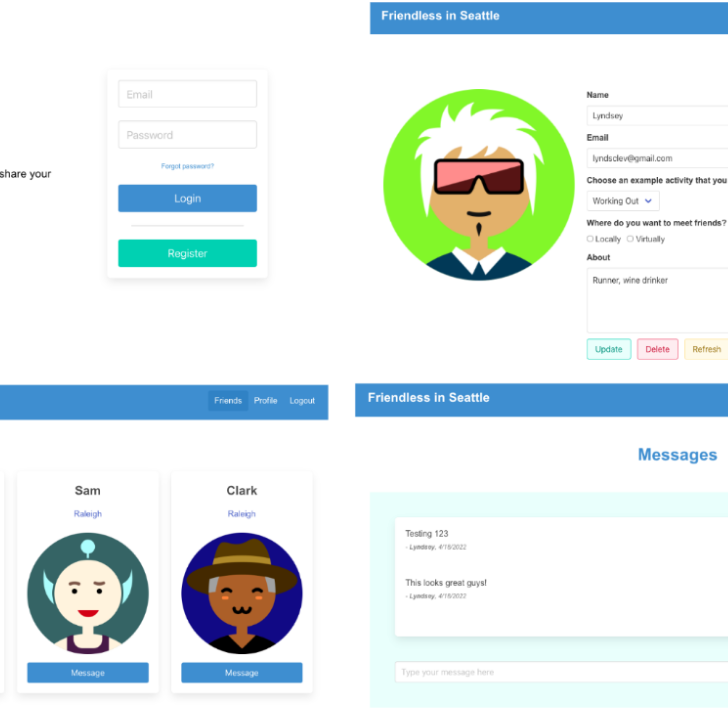 share your
Email
Password
Forgot password?
Login
Register
Friendless in Seattle
Name
Lyndsey
Email
lyndsclev@gmail.com
Choose an example activity that you
Working Out
Where do you want to meet friends?
Locally Virtually
About
Runner, wine drinker
Update Delete Refresh
Friends Profile Logout
Sam
Raleigh
Message
Clark
Raleigh
Message
Friendless in Seattle
Messages
Testing 123
- Lyndsey, 4/15/2022
This looks great guys!
- Lyndsey, 4/15/2022
Type your message here